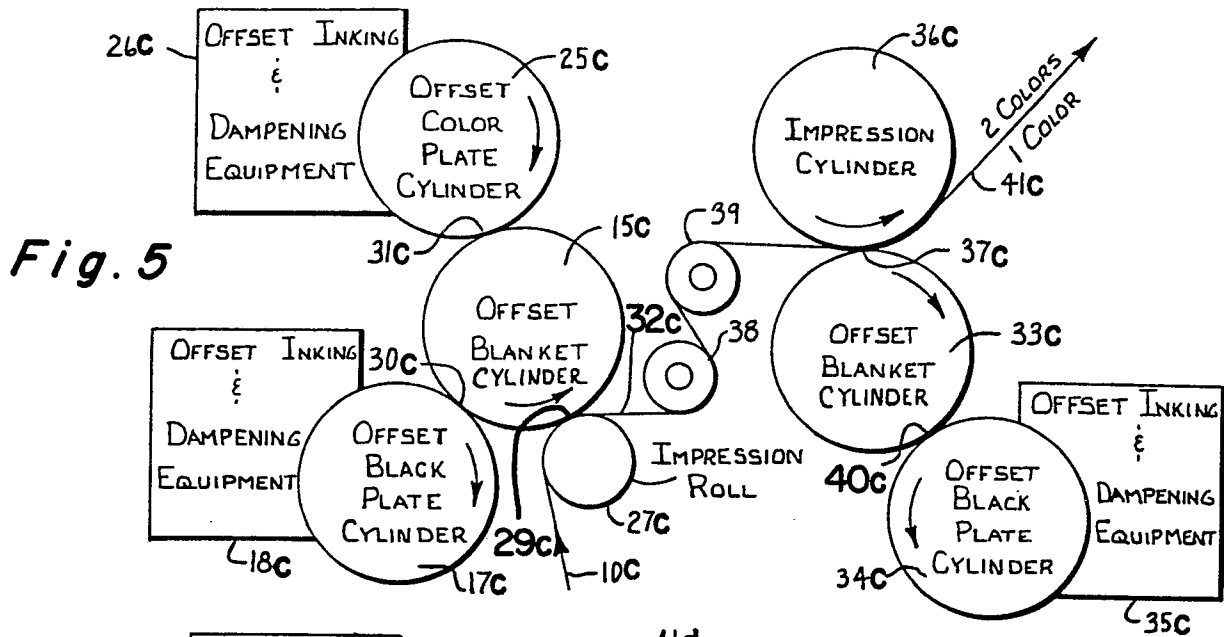 Fig. 5
26C
OFFSET INKING
&
DAMPENING
EQUIPMENT
25C
OFFSET
COLOR
PLATE
CYLINDER
31C
15C
OFFSET
BLANKET
CYLINDER
30C
OFFSET INKING
&
DAMPENING
EQUIPMENT
18C
OFFSET
BLACK
PLATE
CYLINDER
17C
29C
10C
IMPRESSION
ROLL
27C
32C
38
39
36C
IMPRESSION
CYLINDER
2 COLORS
1 COLOR
41C
37C
OFFSET
BLANKET
CYLINDER
33C
40C
OFFSET
BLACK
PLATE
CYLINDER
34C
OFFSET INKING
&
DAMPENING
EQUIPMENT
35C